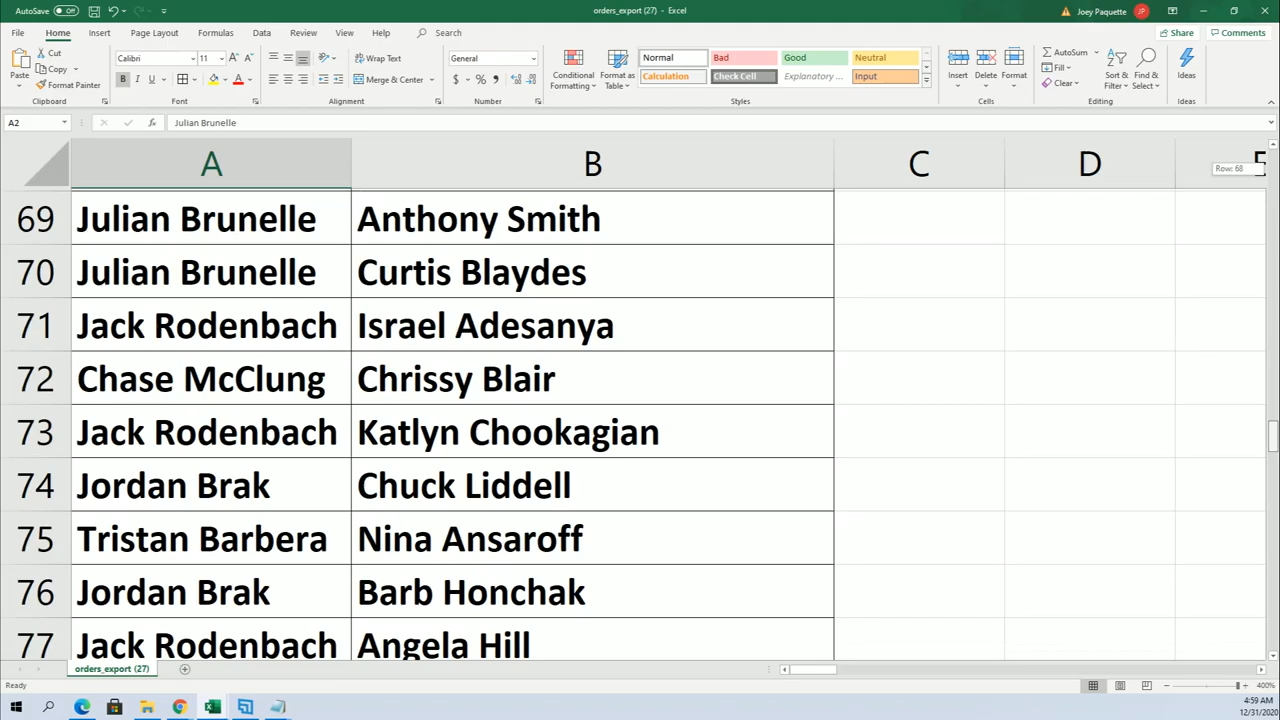 AutoSave Off
orders_export (27) - Excel
Joey Paquette JP
File Home Insert Draw Page Layout Formulas Data Review View Help Search Share Comments
Paste Cut Copy Format Painter Clipboard
Calibri 11 A A B I U A Font
ab Wrap Text Merge & Center Alignment
General $ % , Number
Conditional Formatting Format as Table
Normal Bad Good Neutral
Calculation Check Cell Explanatory ... Input
Styles
Insert Delete Format Cells
AutoSum Fill Clear Sort & Filter Find & Select Editing
Ideas Ideas
A2 fx Julian Brunelle
A B C D E
Row: 68
69 Julian Brunelle Anthony Smith
70 Julian Brunelle Curtis Blaydes
71 Jack Rodenbach Israel Adesanya
72 Chase McClung Chrissy Blair
73 Jack Rodenbach Katlyn Chookagian
74 Jordan Brak Chuck Liddell
75 Tristan Barbera Nina Ansaroff
76 Jordan Brak Barb Honchak
77 Jack Rodenbach Angela Hill
orders_export (27)
Ready 400%
4:59 AM
12/31/2020